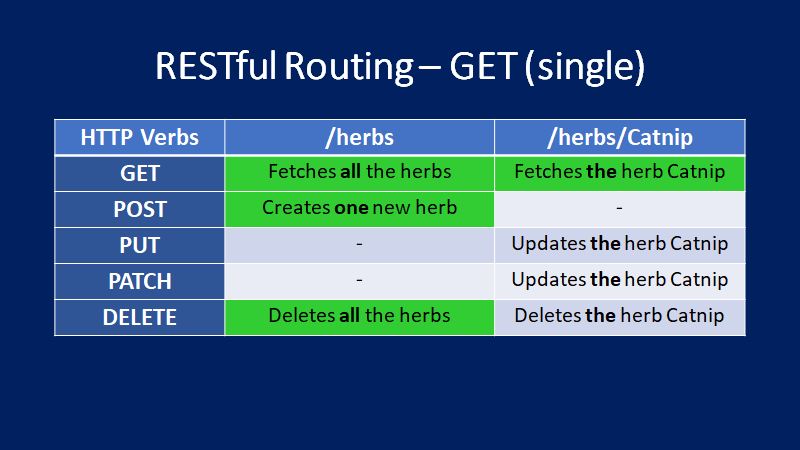 RESTful Routing – GET (single)
HTTP Verbs /herbs /herbs/Catnip
GET Fetches all the herbs Fetches the herb Catnip
POST Creates one new herb -
PUT - Updates the herb Catnip
PATCH - Updates the herb Catnip
DELETE Deletes all the herbs Deletes the herb Catnip